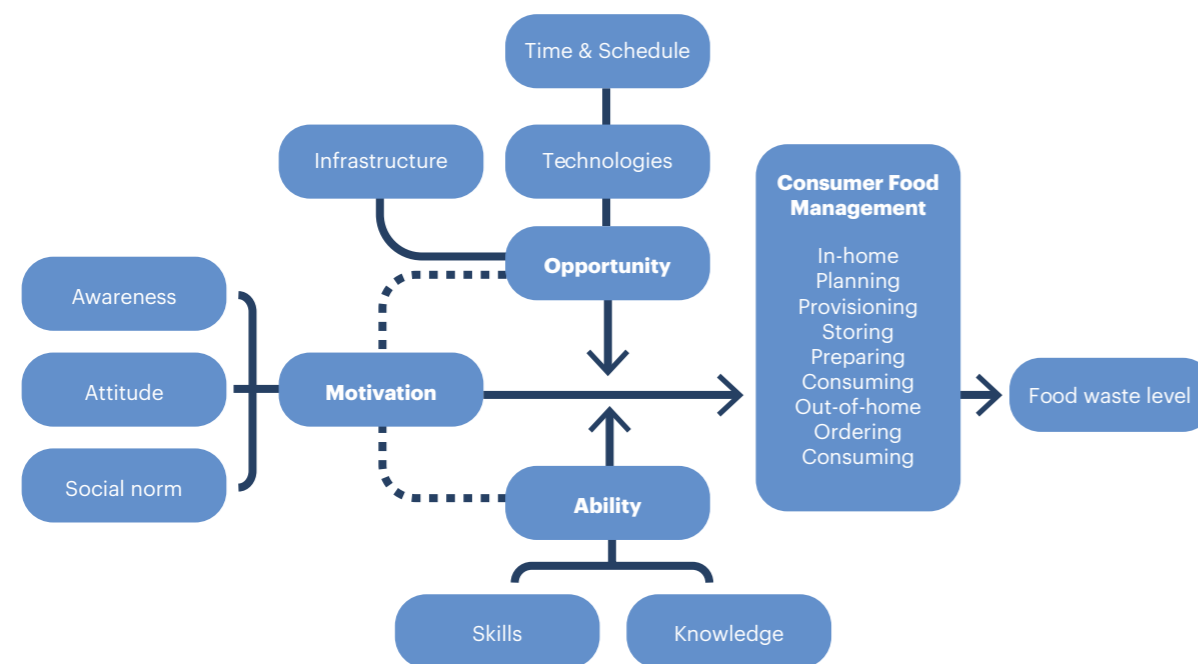 Time & Schedule
Infrastructure
Technologies
Opportunity
Awareness
Attitude
Social norm
Motivation
Ability
Skills
Knowledge
Consumer Food
Management
In-home
Planning
Provisioning
Storing
Preparing
Consuming
Out-of-home
Ordering
Consuming
Food waste level